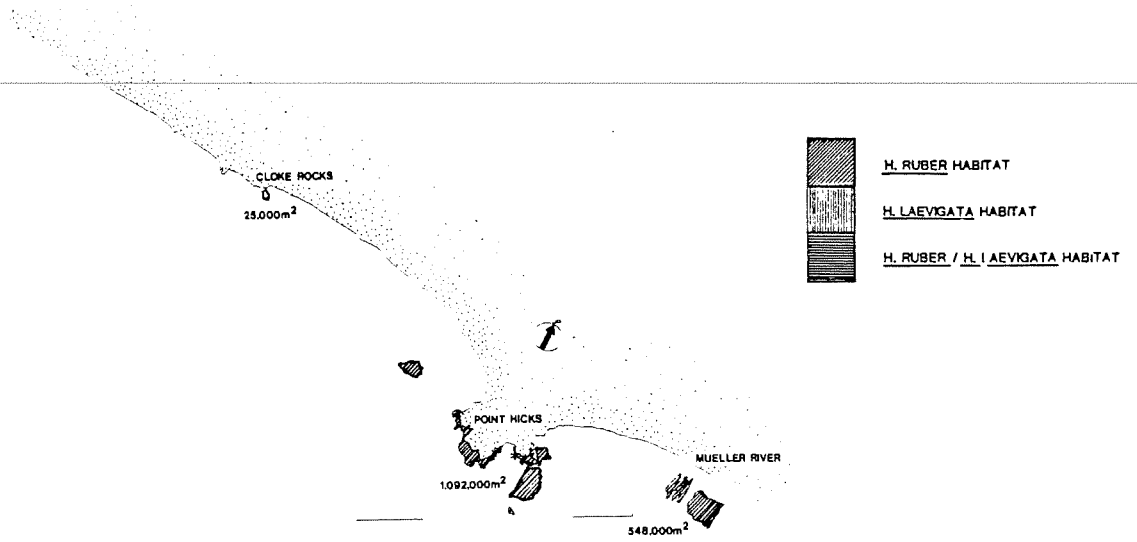 CLOKE ROCKS
25,000m²
H. RUBER HABITAT
H. LAEVIGATA HABITAT
H. RUBER / H. LAEVIGATA HABITAT
POINT HICKS
1,092,000m²
MUELLER RIVER
548,000m²